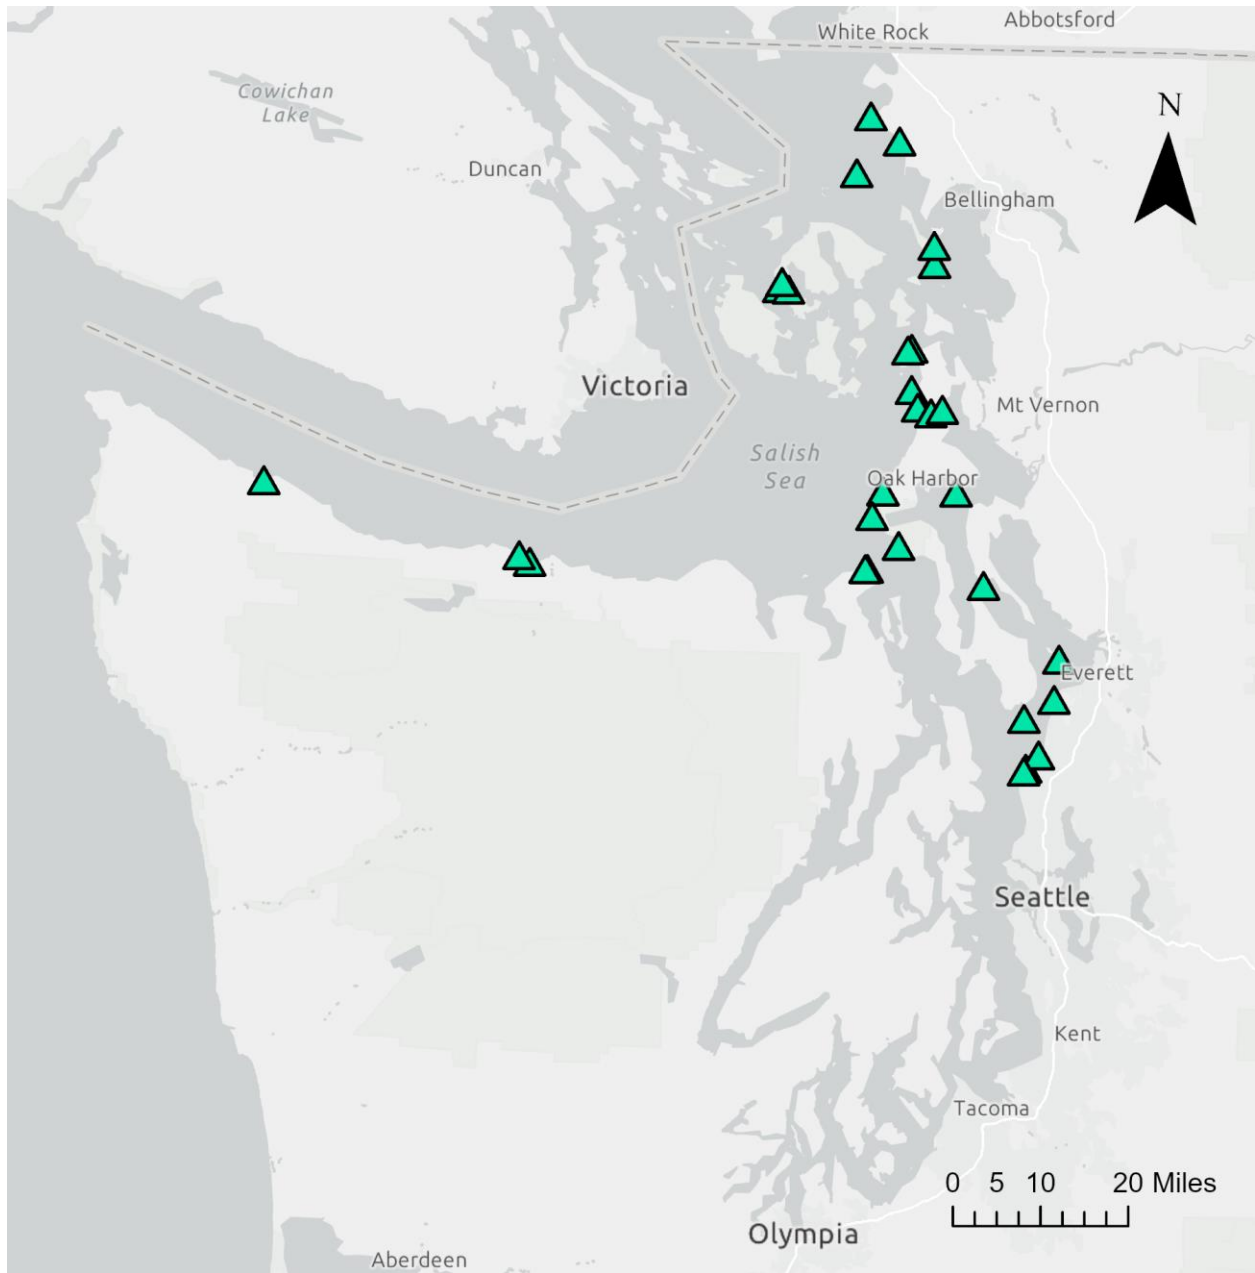 Abbotsford
White Rock
Cowichan
Lake
N
Duncan
Bellingham
Victoria
Mt Vernon
Salish
Sea
Oak Harbor
Everett
Seattle
Kent
Tacoma
0 5 10 20 Miles
Olympia
Aberdeen